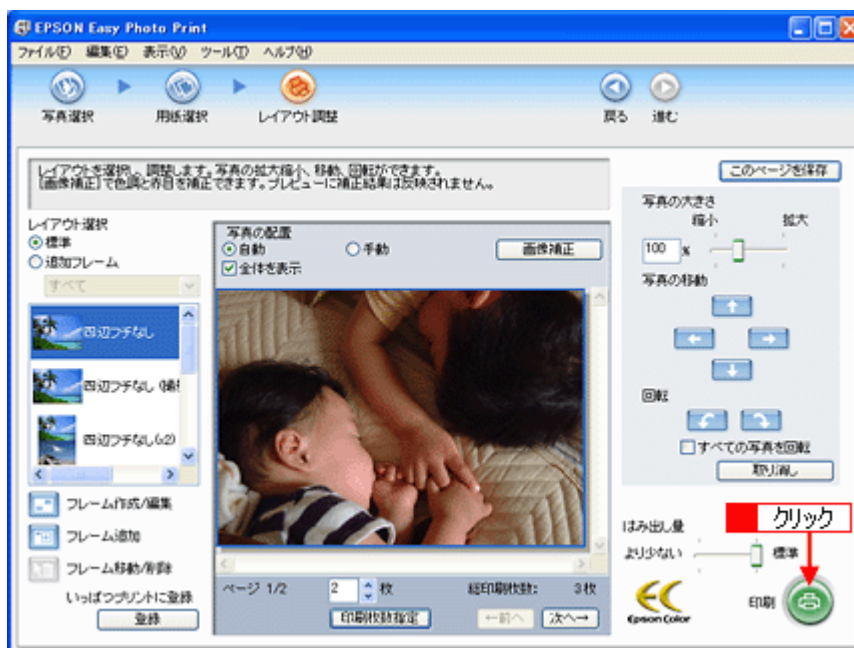 EPSON Easy Photo Print
ファイル(F) 編集(E) 表示(V) ツール(T) ヘルプ(H)
写真選択 用紙選択 レイアウト調整 戻る 進む
レイアウトを選択し、調整します。写真の拡大縮小、移動、回転ができます。
[画像補正]で色調と赤目を補正できます。プレビューに補正結果は反映されません。
このページを保存
レイアウト選択
標準
追加フレーム
すべて
四辺フチなし
四辺フチなし
四辺フチなし(x2)
フレーム作成/編集
フレーム追加
フレーム移動/削除
いっぱつプリントに登録
登録
写真の配置
自動 手動 画像補正
全体を表示
ページ 1/2 2 枚 総印刷枚数: 3枚
印刷枚数指定 ←前へ 次へ→
写真の大きさ
縮小 拡大
100 %
写真の移動
回転
すべての写真を回転
取り消し
はみ出し量
より少ない 標準
クリック
Epson Color
印刷